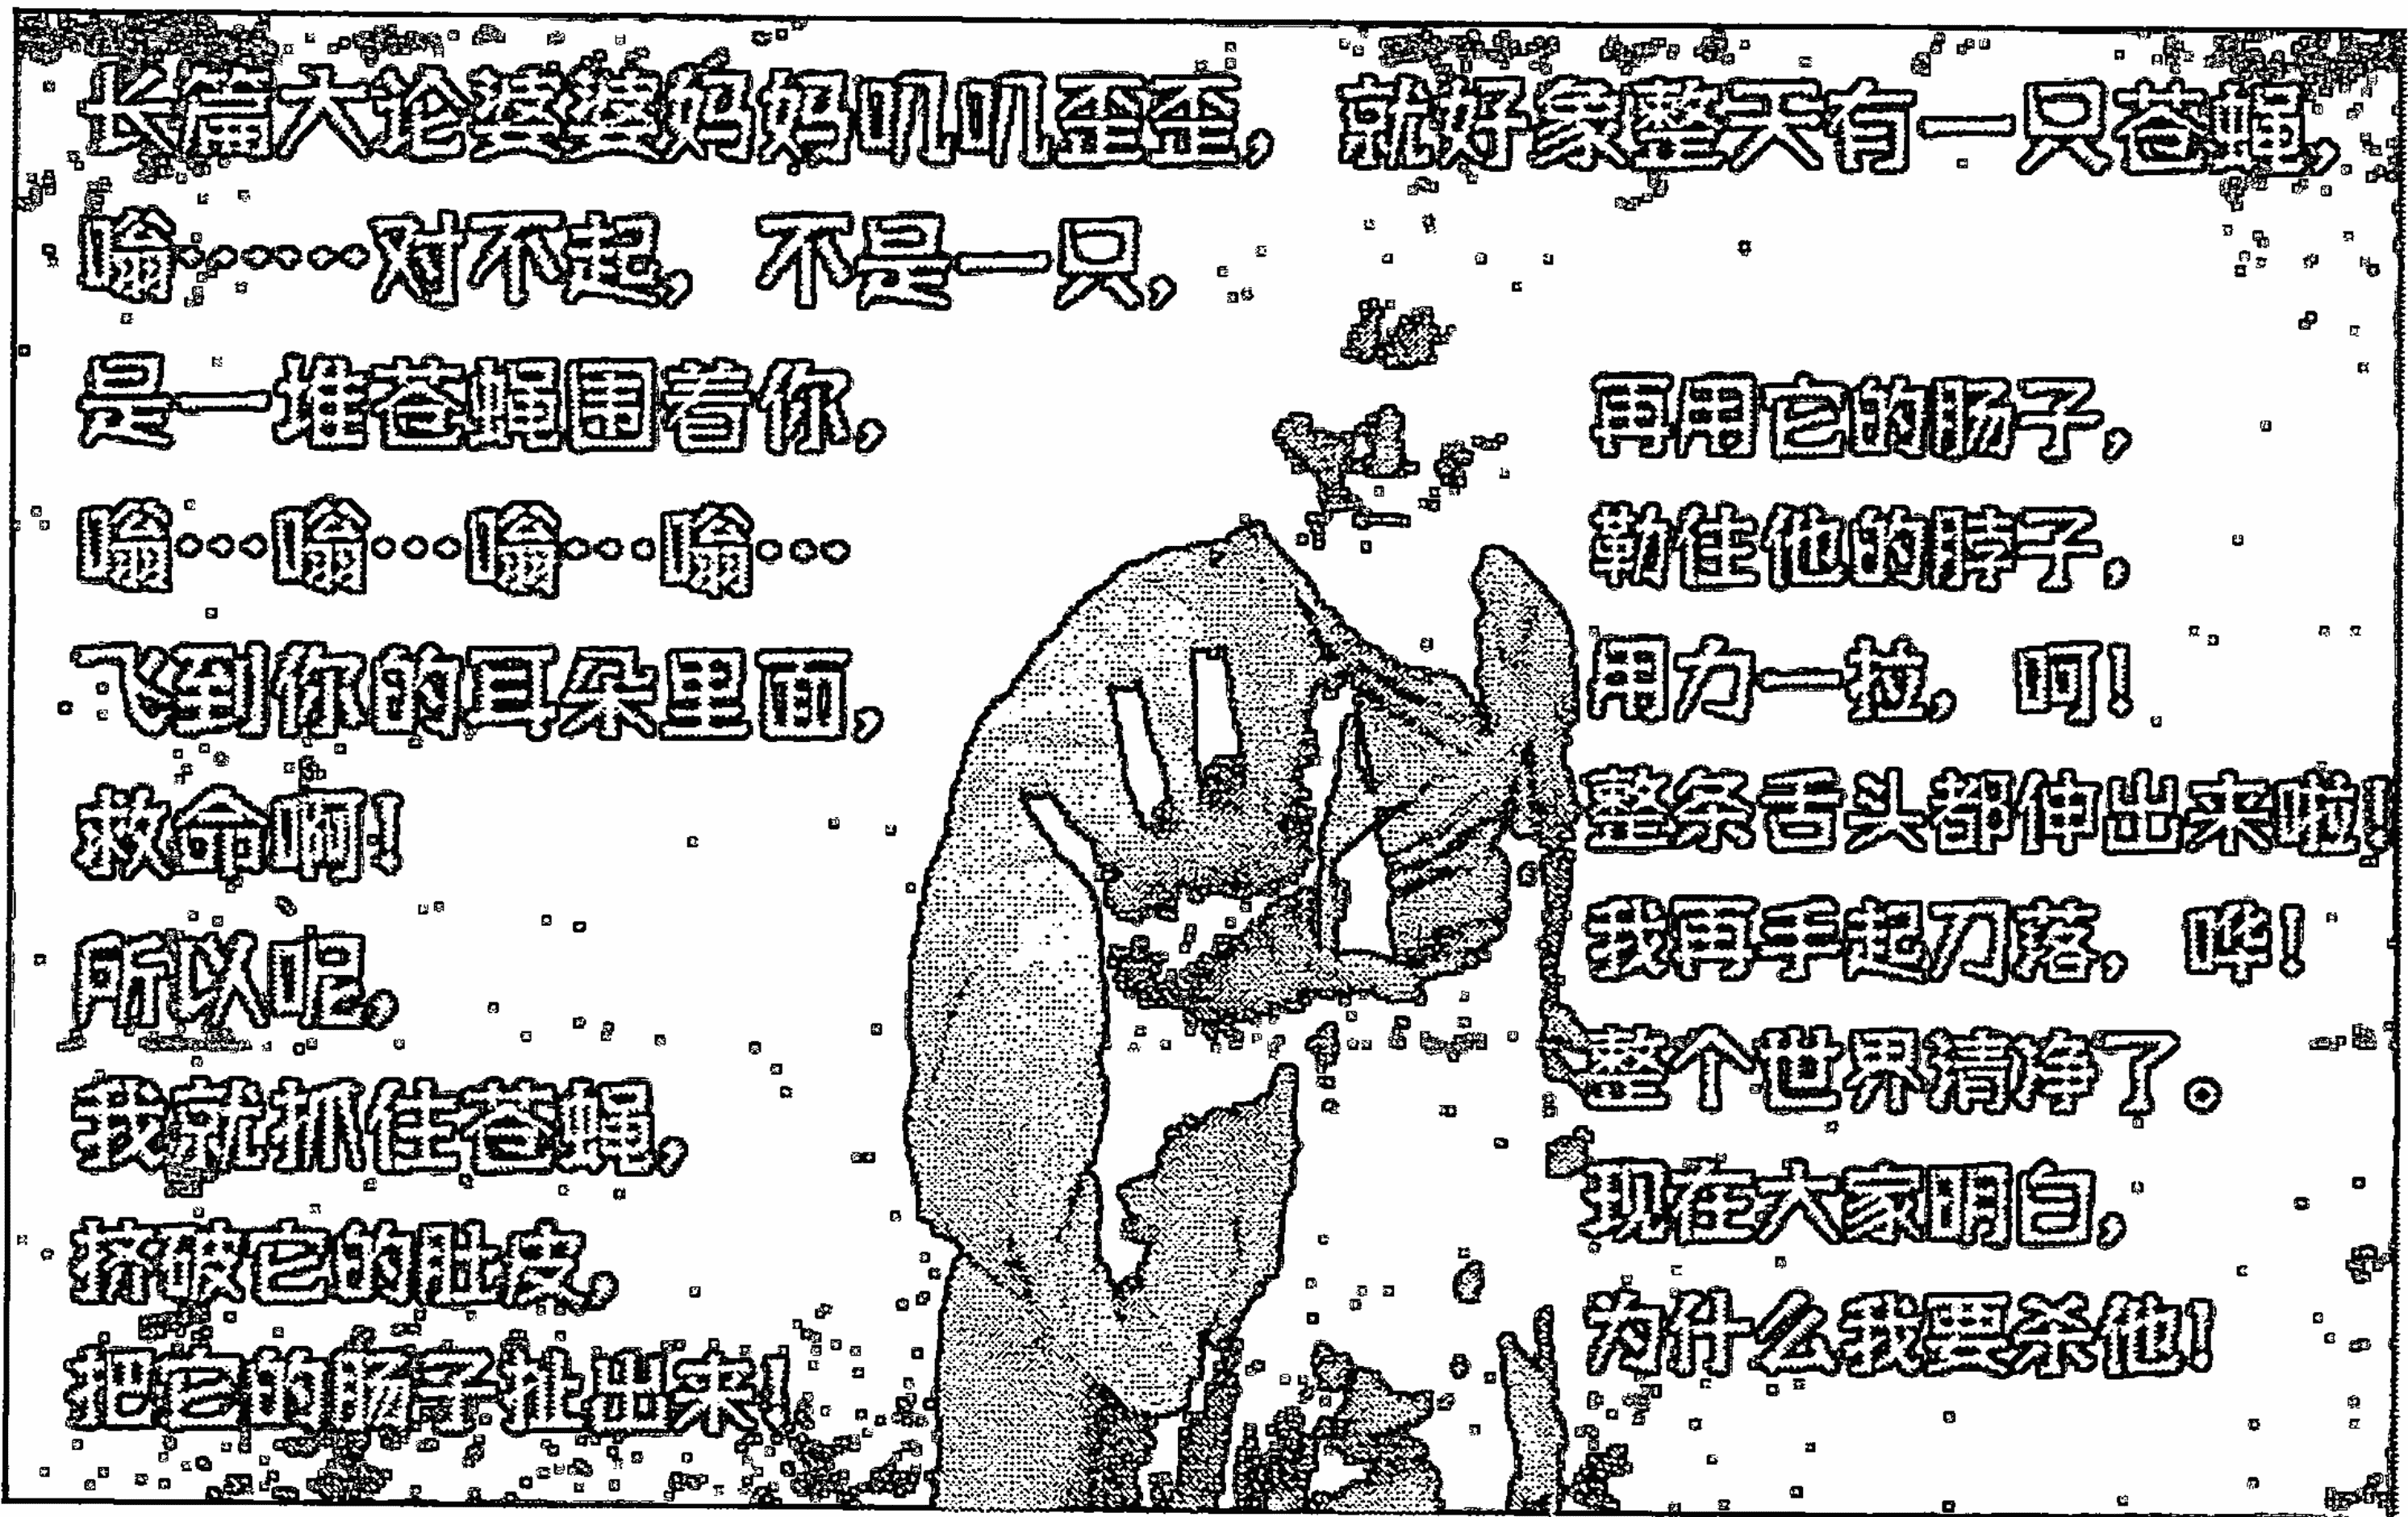 长篇大论婆婆妈妈叽叽歪歪， 就好象整天有一只苍蝇，
嗡……对不起， 不是一只，
是一堆苍蝇围着你，
嗡…嗡…嗡…嗡…
飞到你的耳朵里面，
救命啊！
所以呢，
我就抓住苍蝇，
挤破它的肚皮，
把它的肠子扯出来！
再用它的肠子，
勒住他的脖子，
用力一拉， 呵！
整条舌头都伸出来啦！
我再手起刀落， 哗！
整个世界清净了。
现在大家明白，
为什么我要杀他！